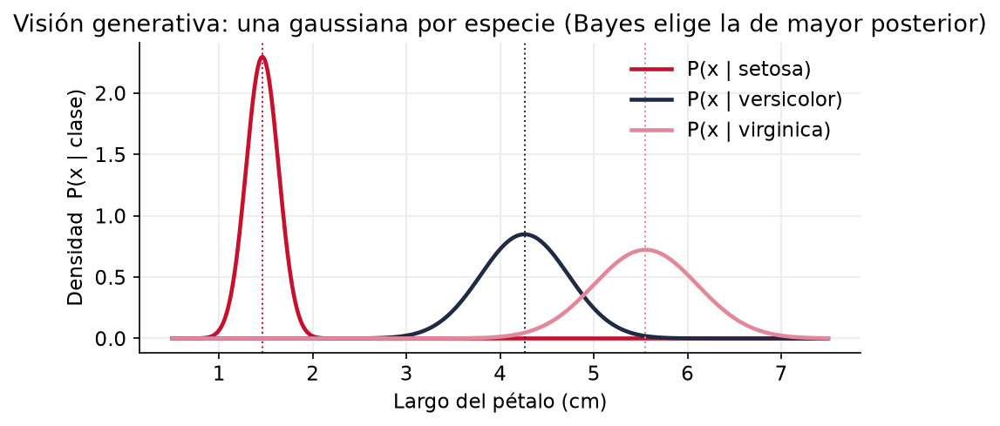 Visión generativa: una gaussiana por especie (Bayes elige la de mayor posterior)
P(x | setosa)
P(x | versicolor)
P(x | virginica)
Densidad P(x | clase)
2.0
1.5
1.0
0.5
0.0
1 2 3 4 5 6 7
Largo del pétalo (cm)